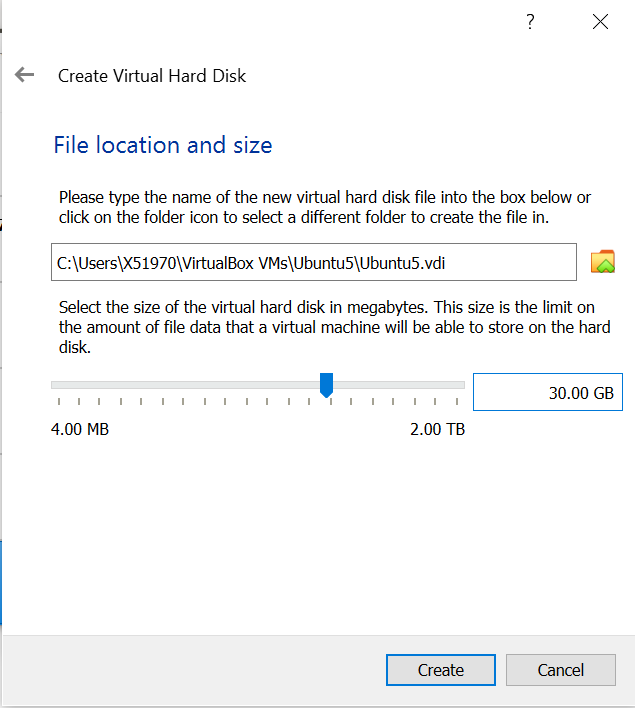 ?
Create Virtual Hard Disk
File location and size
Please type the name of the new virtual hard disk file into the box below or
click on the folder icon to select a different folder to create the file in.
C:\Users\X51970\VirtualBox VMs\Ubuntu5\Ubuntu5.vdi
Select the size of the virtual hard disk in megabytes. This size is the limit on
the amount of file data that a virtual machine will be able to store on the hard
disk.
30.00 GB
4.00 MB 2.00 TB
Create Cancel